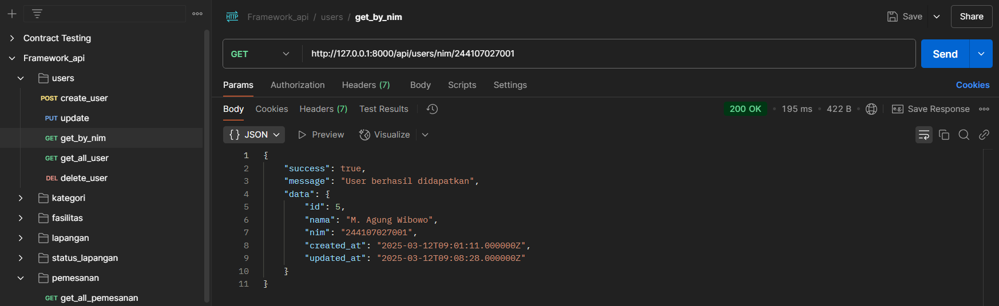 Contract Testing
Framework_api
users
POST create_user
PUT update
GET get_by_nim
GET get_all_user
DEL delete_user
kategori
fasilitas
lapangan
status_lapangan
pemesanan
GET get_all_pemesanan
HTTP Framework_api / users / get_by_nim
Save
Share
GET http://127.0.0.1:8000/api/users/nim/244107027001
Send
Params Authorization Headers (7) Body Scripts Settings
Cookies
Body Cookies Headers (7) Test Results
200 OK • 195 ms • 422 B • e.g. Save Response
{} JSON Preview Visualize
1 {
2 "success": true,
3 "message": "User berhasil didapatkan",
4 "data": {
5 "id": 5,
6 "nama": "M. Agung Wibowo",
7 "nim": "244107027001",
8 "created_at": "2025-03-12T09:01:11.000000Z",
9 "updated_at": "2025-03-12T09:08:28.000000Z"
10 }
11 }